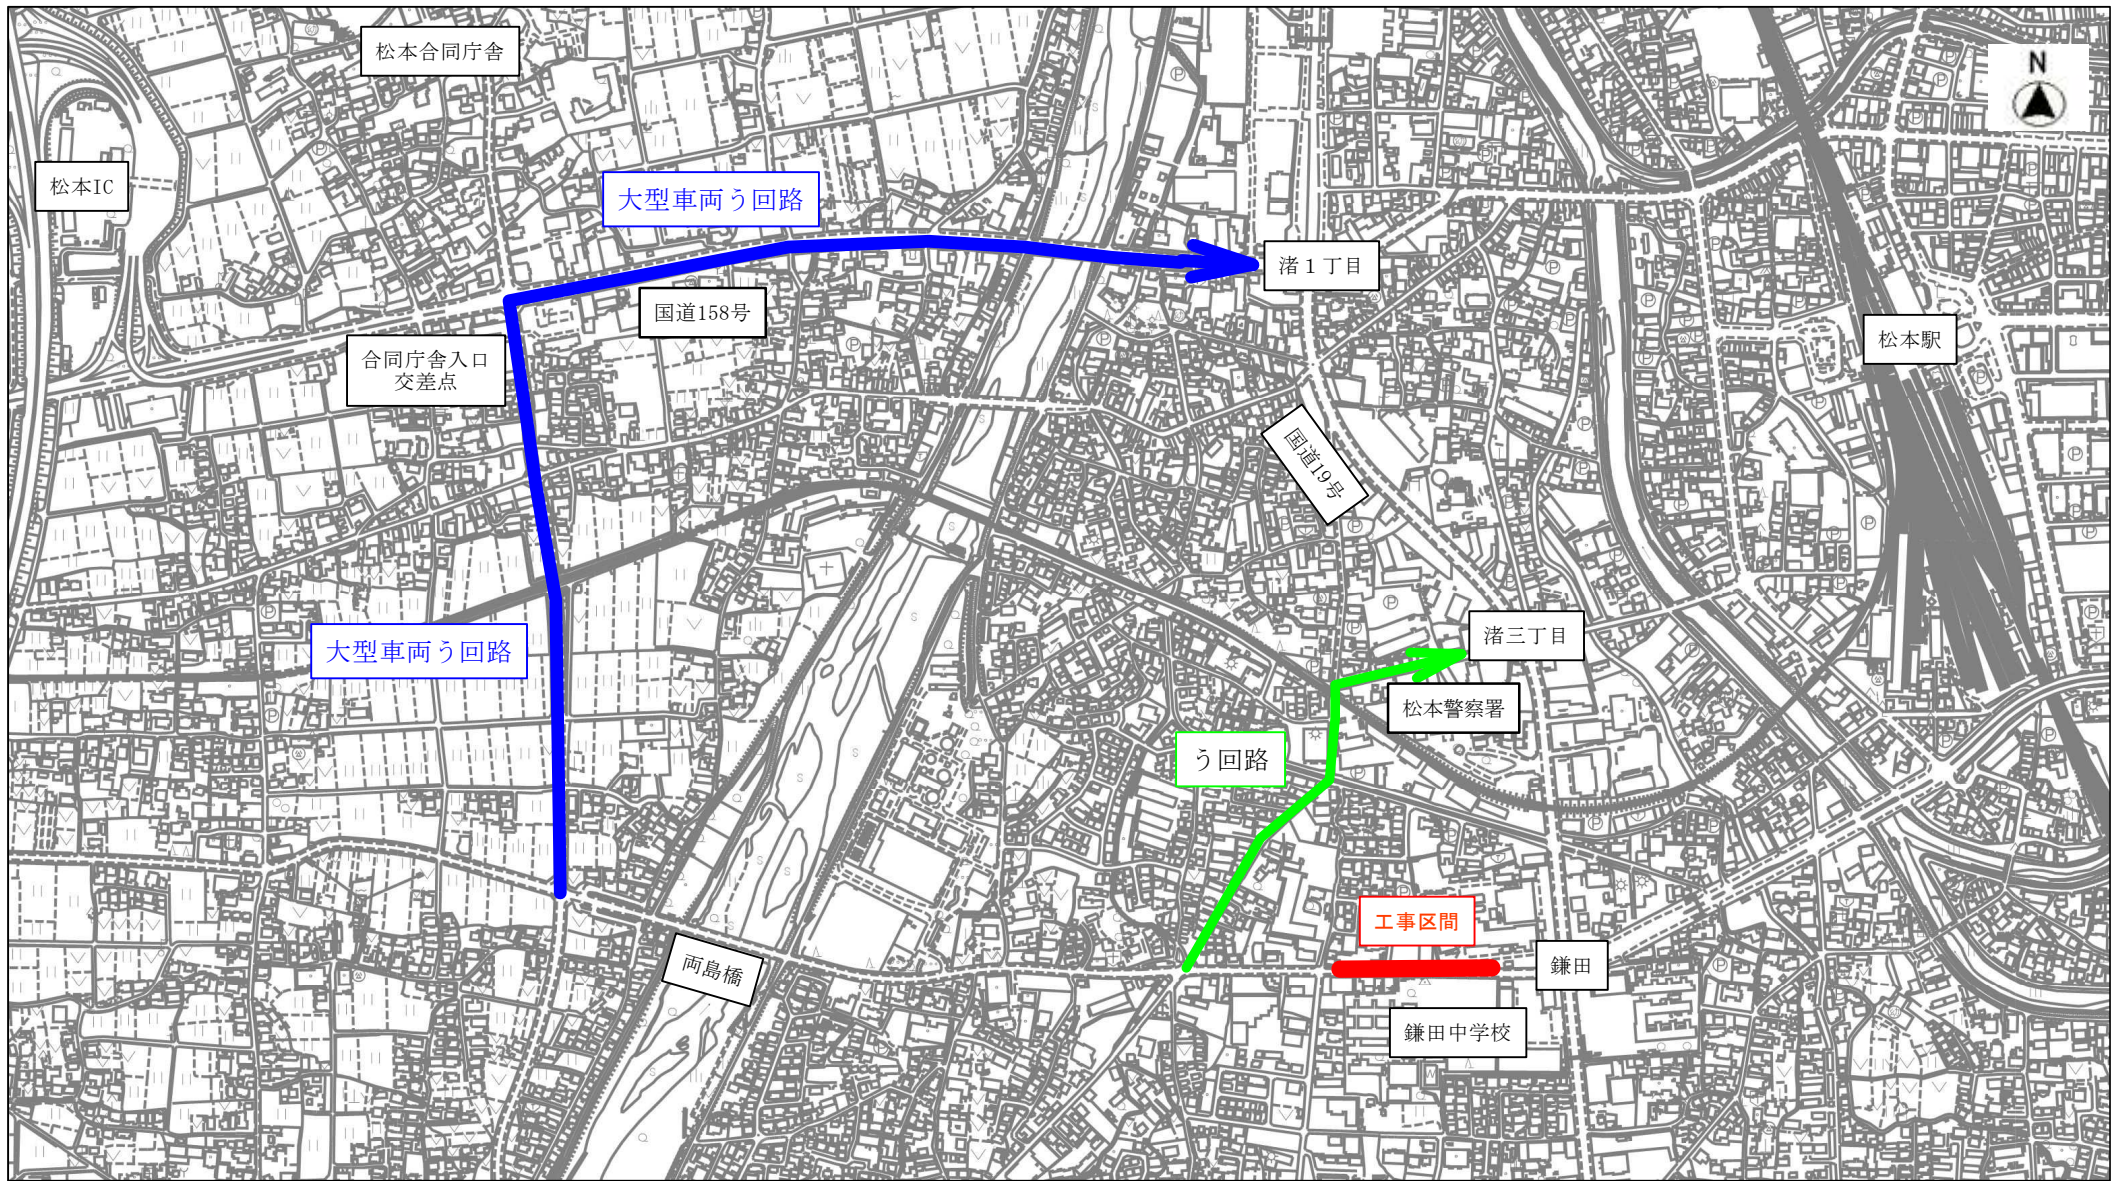 松本合同庁舎
N
松本IC
大型車両う回路
渚１丁目
国道158号
松本駅
合同庁舎入口
交差点
国道19号
大型車両う回路
渚三丁目
松本警察署
う回路
工事区間
両島橋
鎌田
鎌田中学校